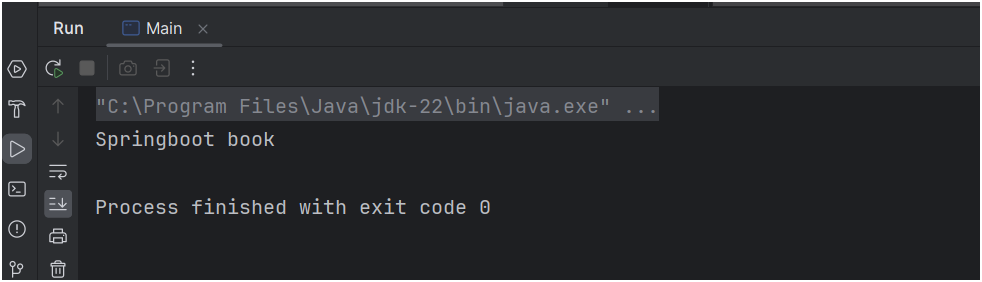 Run
Main
"C:\Program Files\Java\jdk-22\bin\java.exe" ...
Springboot book
Process finished with exit code 0